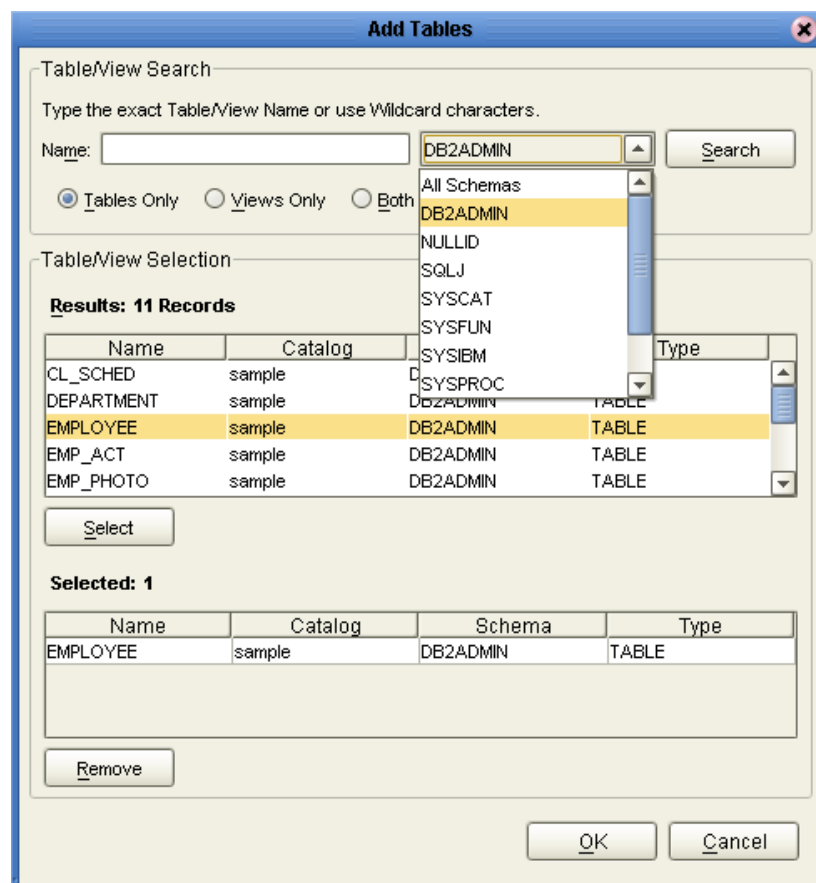 Add Tables
Table/View Search
Type the exact Table/View Name or use Wildcard characters.
Name: DB2ADMIN Search
Tables Only Views Only Both
All Schemas
DB2ADMIN
NULLID
SQLJ
SYSCAT
SYSFUN
SYSIBM
SYSPROC
Table/View Selection
Results: 11 Records
Name Catalog Type
CL_SCHED sample
DEPARTMENT sample DB2ADMIN TABLE
EMPLOYEE sample DB2ADMIN TABLE
EMP_ACT sample DB2ADMIN TABLE
EMP_PHOTO sample DB2ADMIN TABLE
Select
Selected: 1
Name Catalog Schema Type
EMPLOYEE sample DB2ADMIN TABLE
Remove
OK Cancel